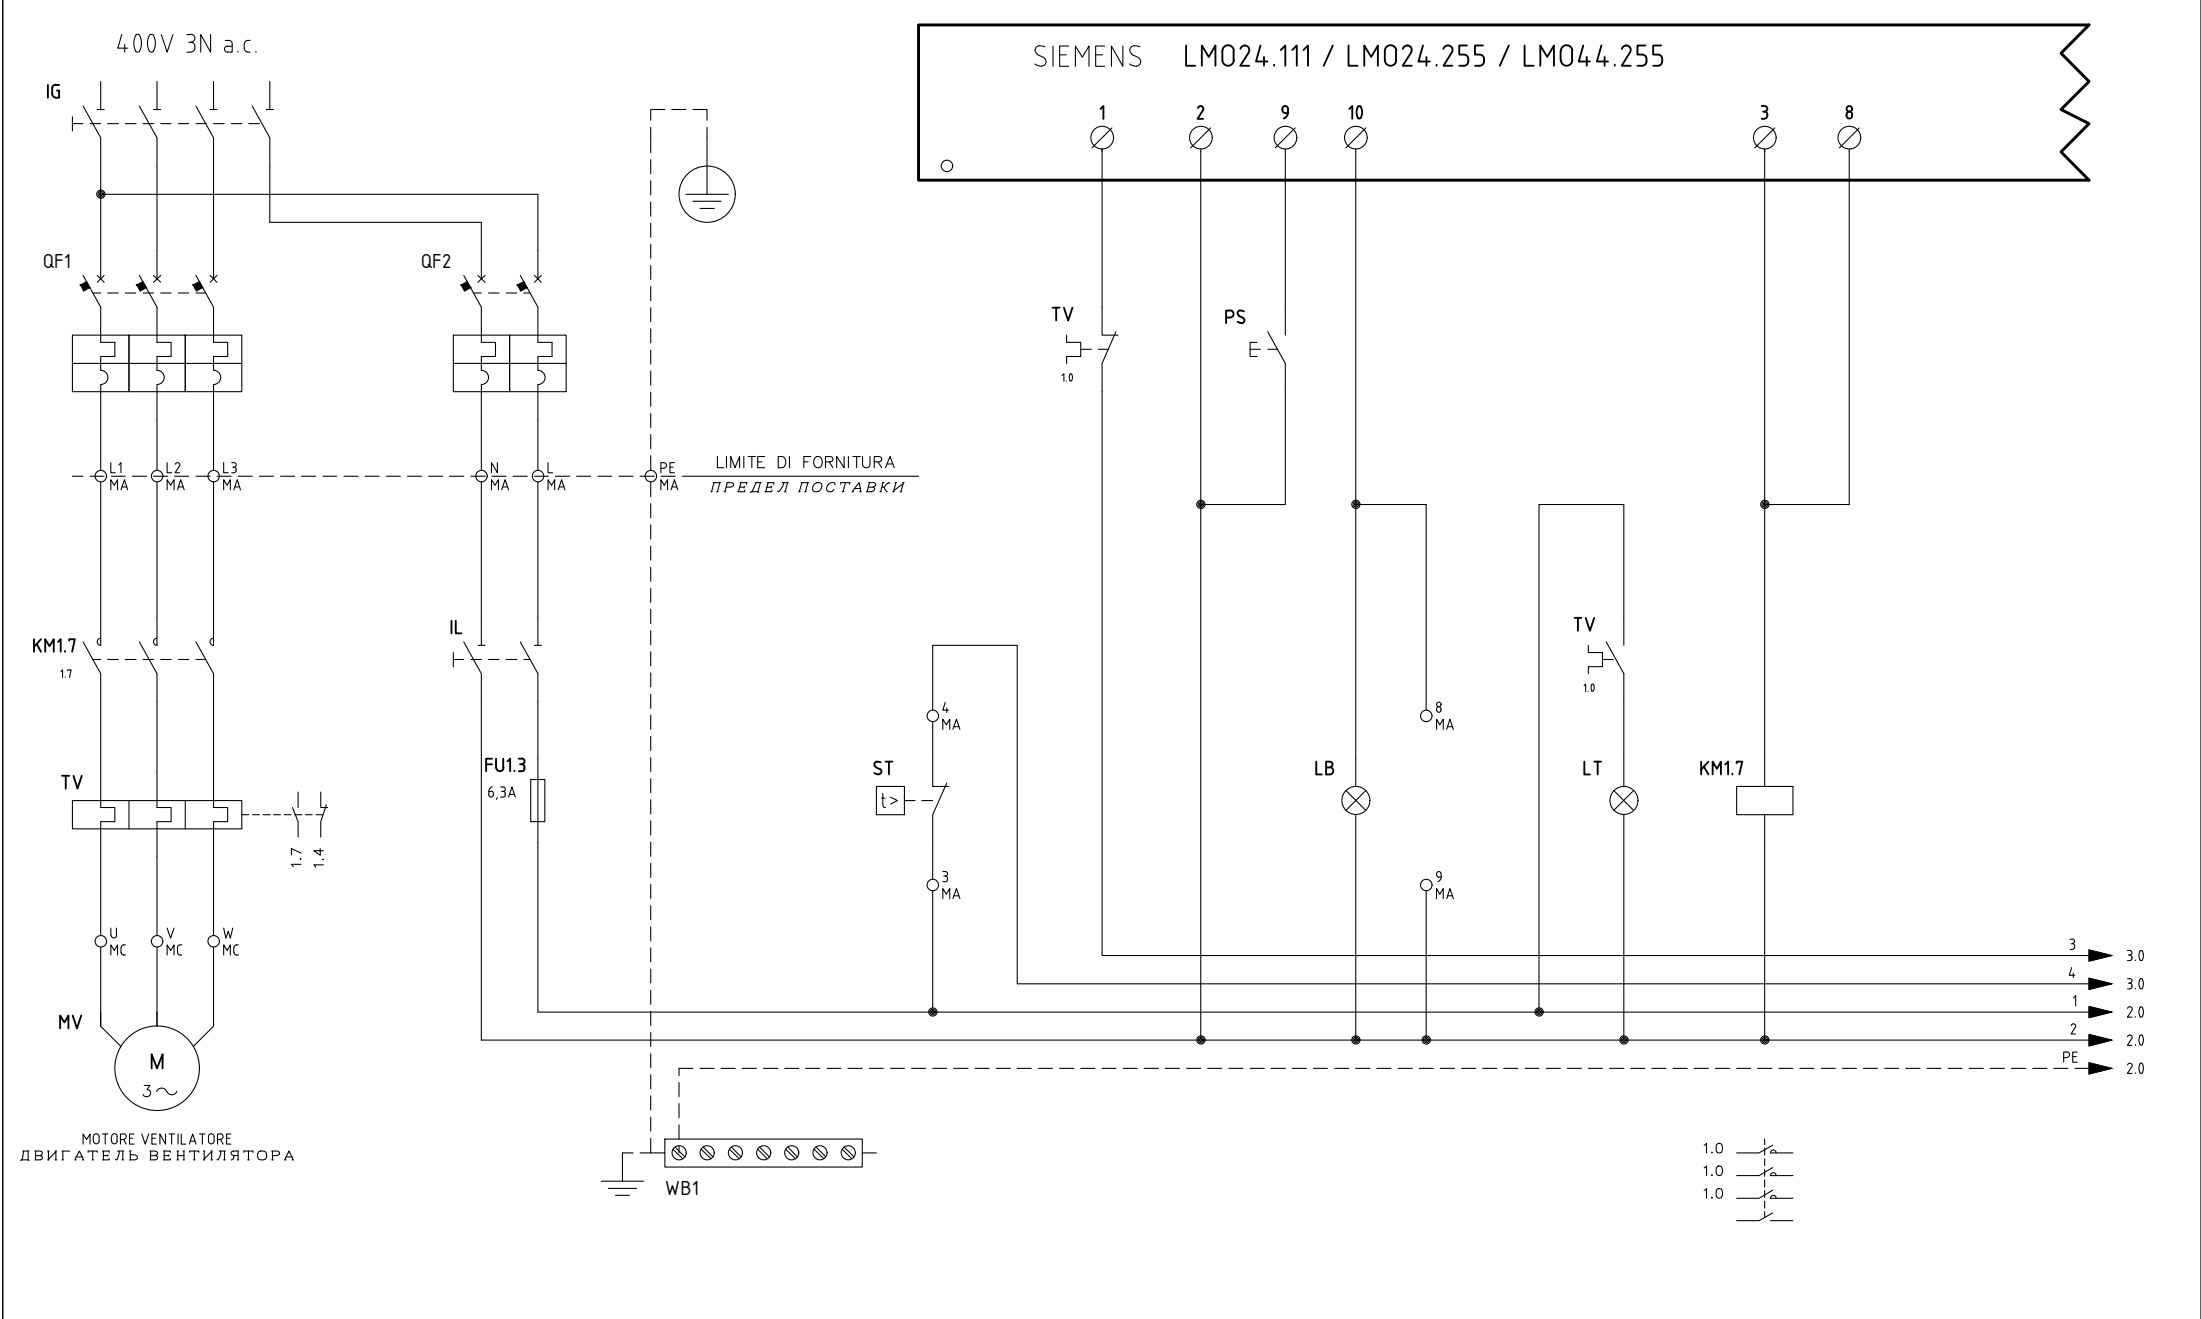 400V 3N a.c.
SIEMENS LMO24.111 / LMO24.255 / LMO44.255
IG
1 2 9 10 3 8
QF1
QF2
TV
1.0
PS
L1
MA
L2
MA
L3
MA
N
MA
L
MA
PE
MA
LIMITE DI FORNITURA
ПРЕДЕЛ ПОСТАВКИ
KM1.7
1.7
IL
TV
1.0
4
MA
8
MA
TV
FU1.3
6,3A
ST
t>
LB
LT
KM1.7
1.7
1.4
3
MA
9
MA
U
MC
V
MC
W
MC
3 3.0
4 3.0
1 2.0
2 2.0
PE 2.0
MV
M
3~
MOTORE VENTILATORE
ДВИГАТЕЛЬ ВЕНТИЛЯТОРА
WB1
1.0
1.0
1.0